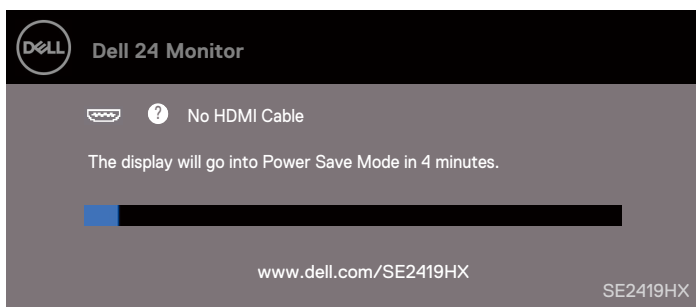 DELL
Dell 24 Monitor
? No HDMI Cable
The display will go into Power Save Mode in 4 minutes.
www.dell.com/SE2419HX
SE2419HX